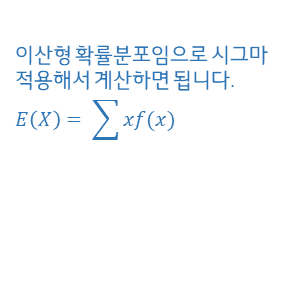 이산형 확률분포임으로 시그마
적용해서 계산하면 됩니다.
E(X) = ∑ xf(x)